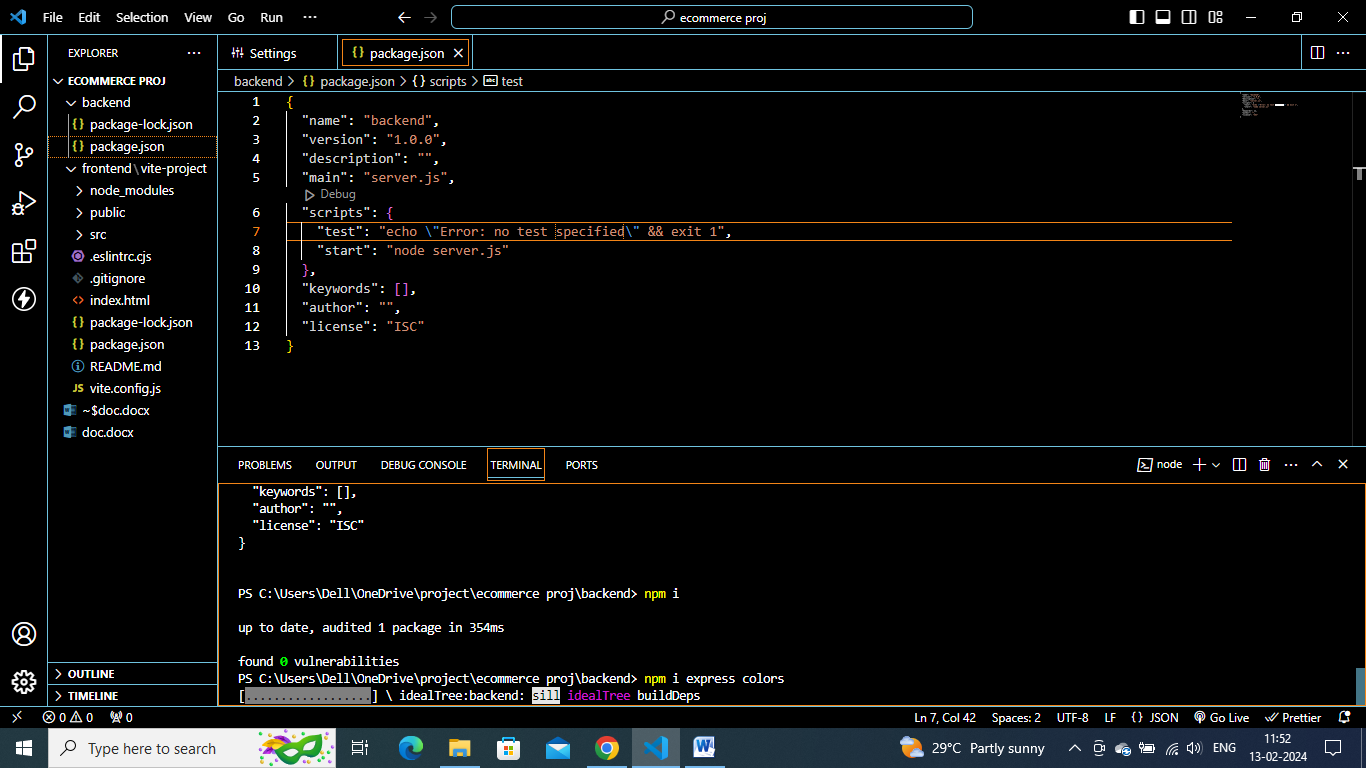 File Edit Selection View Go Run ··· ecommerce proj
EXPLORER ···
ECOMMERCE PROJ
backend
{} package-lock.json
{} package.json
frontend\vite-project
node_modules
public
src
.eslintrc.cjs
.gitignore
<> index.html
{} package-lock.json
{} package.json
README.md
JS vite.config.js
~$doc.docx
doc.docx
OUTLINE
TIMELINE
Settings {} package.json
backend > {} package.json > {} scripts > test
1 {
2 "name": "backend",
3 "version": "1.0.0",
4 "description": "",
5 "main": "server.js",
Debug
6 "scripts": {
7 "test": "echo \"Error: no test specified\" && exit 1",
8 "start": "node server.js"
9 },
10 "keywords": [],
11 "author": "",
12 "license": "ISC"
13 }
PROBLEMS OUTPUT DEBUG CONSOLE TERMINAL PORTS node
"keywords": [],
"author": "",
"license": "ISC"
}
PS C:\Users\Dell\OneDrive\project\ecommerce proj\backend> npm i
up to date, audited 1 package in 354ms
found 0 vulnerabilities
PS C:\Users\Dell\OneDrive\project\ecommerce proj\backend> npm i express colors
[..................] \ idealTree:backend: sill idealTree buildDeps
0 0 0 Ln 7, Col 42 Spaces: 2 UTF-8 LF {} JSON Go Live Prettier
Type here to search 29°C Partly sunny ENG 11:52
13-02-2024